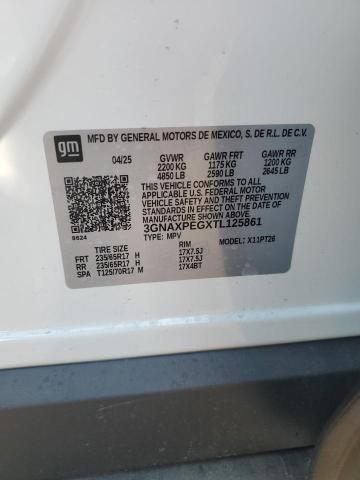 gm
MFD BY GENERAL MOTORS DE MEXICO, S. DE R.L. DE C.V.
04/25 GVWR GAWR FRT GAWR RR
2200 KG 1175 KG 1200 KG
4850 LB 2590 LB 2645 LB
THIS VEHICLE CONFORMS TO ALL
APPLICABLE U.S. FEDERAL MOTOR
VEHICLE SAFETY AND THEFT
PREVENTION STANDARDS IN EFFECT ON
THE DATE OF MANUFACTURE SHOWN ABOVE.
3GNAXPEGXTL125861
TYPE: MPV MODEL: X11PT26
8624
TIRE SIZE RIM
FRT 235/65R17 H 17X7.5J
RR 235/65R17 H 17X7.5J
SPA T125/70R17 M 17X4BT